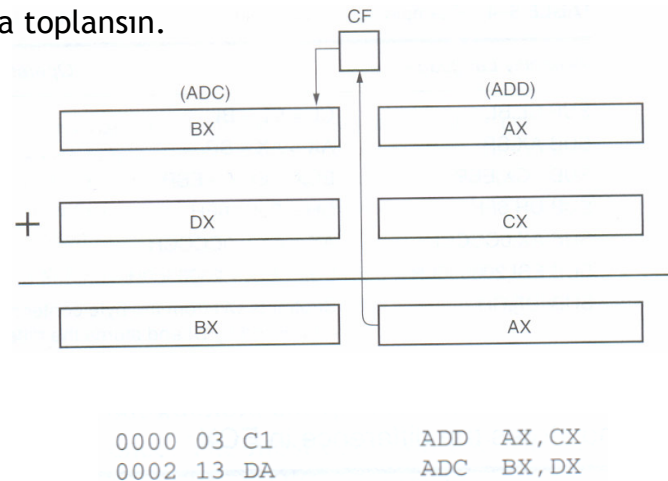 a toplansın.
CF
(ADC) (ADD)
BX AX
+ DX CX
BX AX
0000 03 C1 ADD AX,CX
0002 13 DA ADC BX,DX